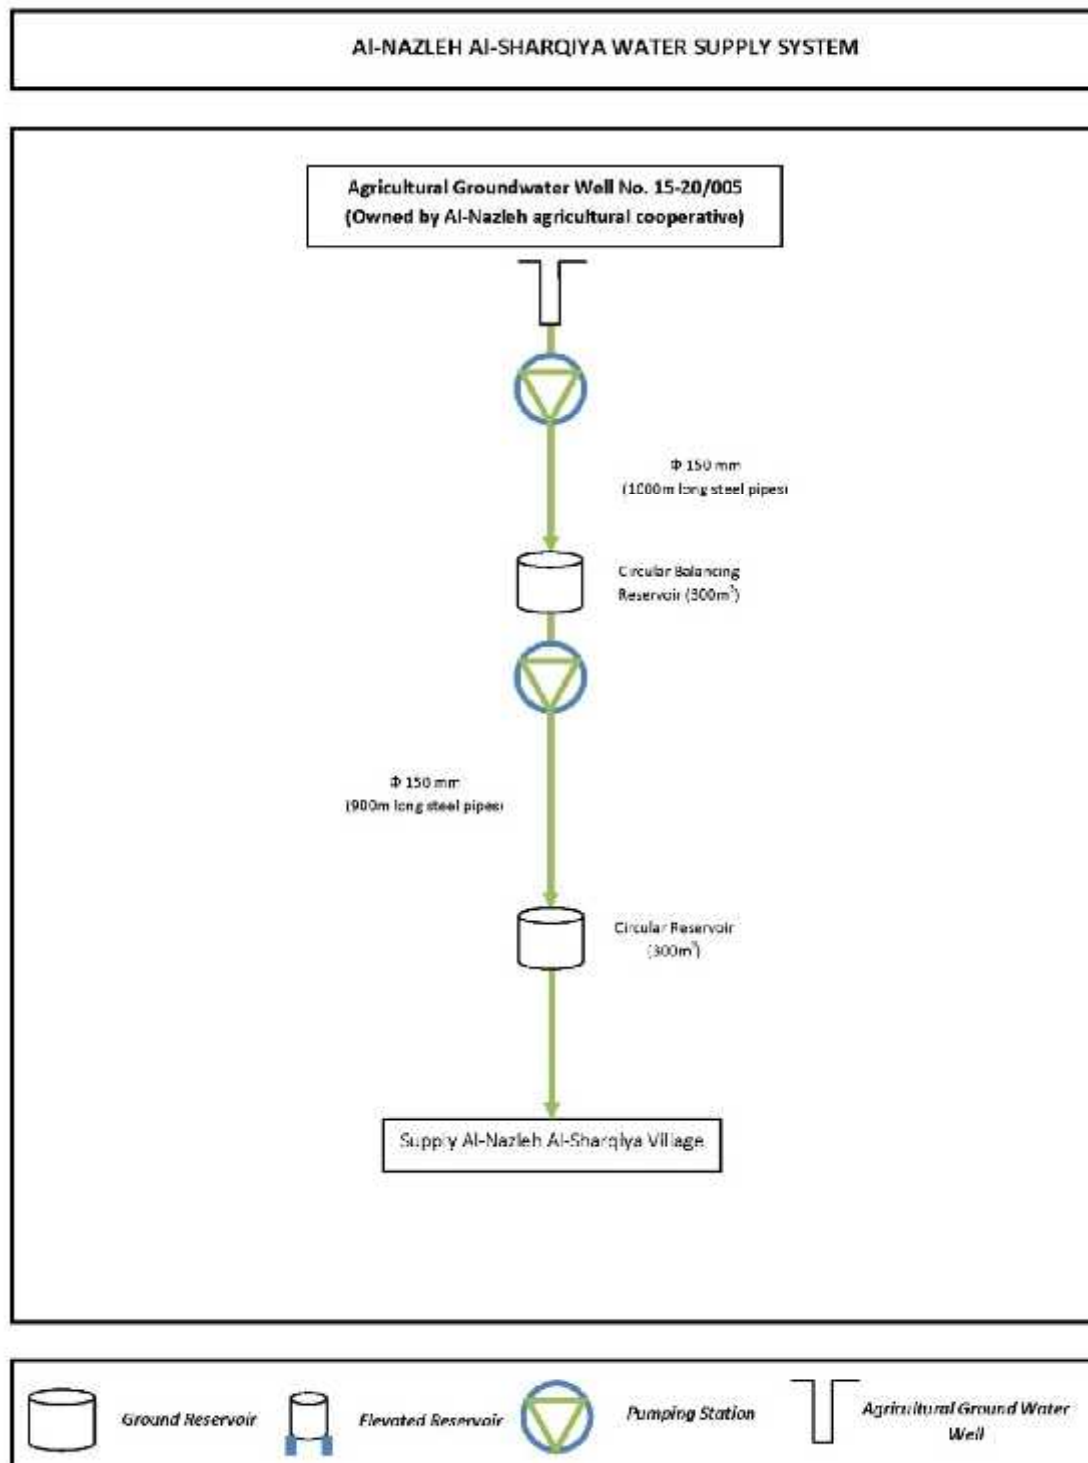 Al-NAZLEH Al-SHARQIYA WATER SUPPLY SYSTEM
Agricultural Groundwater Well No. 15-20/005
(Owned by Al-Nazleh agricultural cooperative)
Φ 150 mm
(1000m long steel pipes)
Circular Balancing
Reservoir (300m³)
Φ 150 mm
(900m long steel pipes)
Circular Reservoir
(300m³)
Supply Al-Nazleh Al-Sharqiya Village
Ground Reservoir
Elevated Reservoir
Pumping Station
Agricultural Ground Water
Well